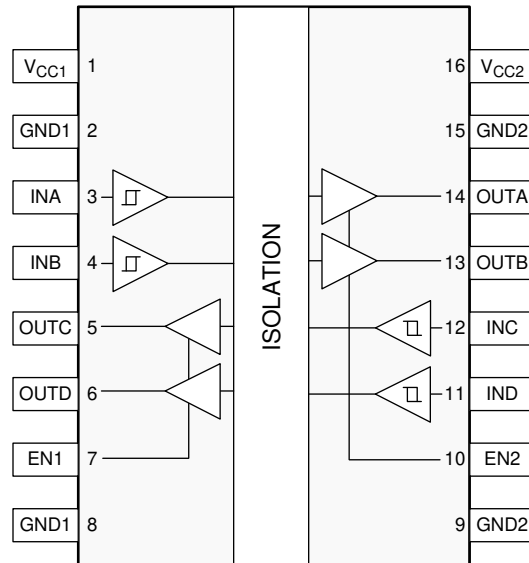 VCC1 1 16 VCC2
GND1 2 15 GND2
INA 3 14 OUTA
INB 4 13 OUTB
ISOLATION
OUTC 5 12 INC
OUTD 6 11 IND
EN1 7 10 EN2
GND1 8 9 GND2